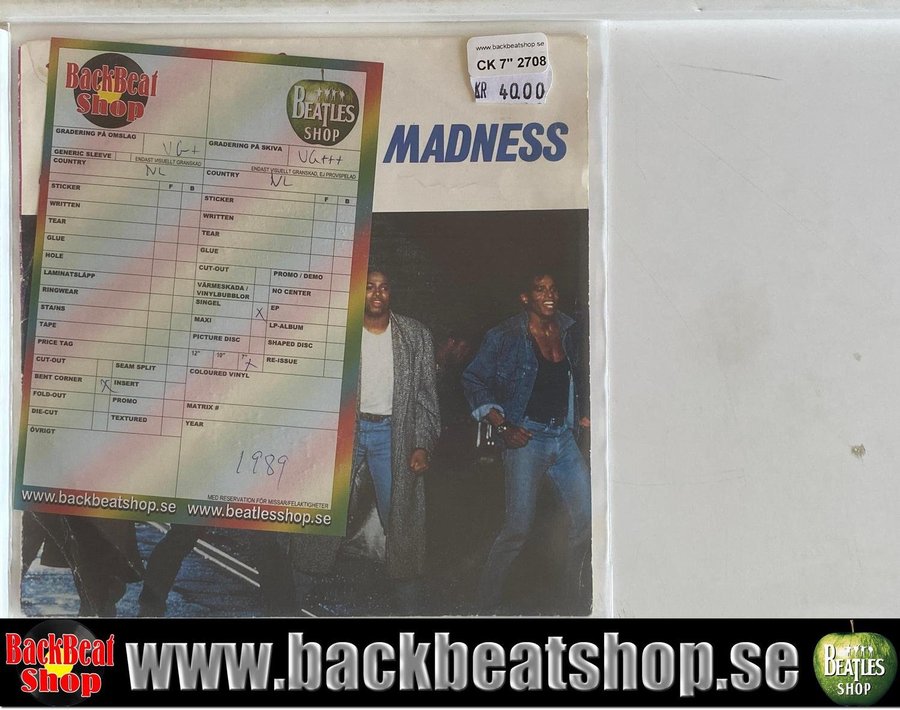 www.backbeatshop.se
CK 7" 2708
KR 40.00
MADNESS
BackBeat
Shop
BEATLES
SHOP
GRADERING PÅ OMSLAG
VG+
GRADERING PÅ SKIVA
VG+++
GENERIC SLEEVE
ENDAST VISUELLT GRANSKAD
ENDAST VISUELLT GRANSKAD, EJ PROVSPELAD
COUNTRY
NL
COUNTRY
NL
STICKER F B
WRITTEN
TEAR
GLUE
HOLE
LAMINATSLÄPP
RINGWEAR
STAINS
TAPE
PRICE TAG
CUT-OUT
BENT CORNER X
FOLD-OUT
DIE-CUT
SEAM SPLIT
INSERT
PROMO
TEXTURED
ÖVRIGT
STICKER F B
WRITTEN
TEAR
GLUE
CUT-OUT
PROMO / DEMO
VÄRMESKADA /
VINYLBUBBLOR
NO CENTER
SINGEL X
EP
MAXI
LP-ALBUM
PICTURE DISC
SHAPED DISC
12" 10" 7" X
RE-ISSUE
COLOURED VINYL
MATRIX #
YEAR
1989
MED RESERVATION FÖR MISSAR/FELAKTIGHETER
www.backbeatshop.se www.beatlesshop.se
BackBeat
Shop
www.backbeatshop.se
BEATLES
SHOP